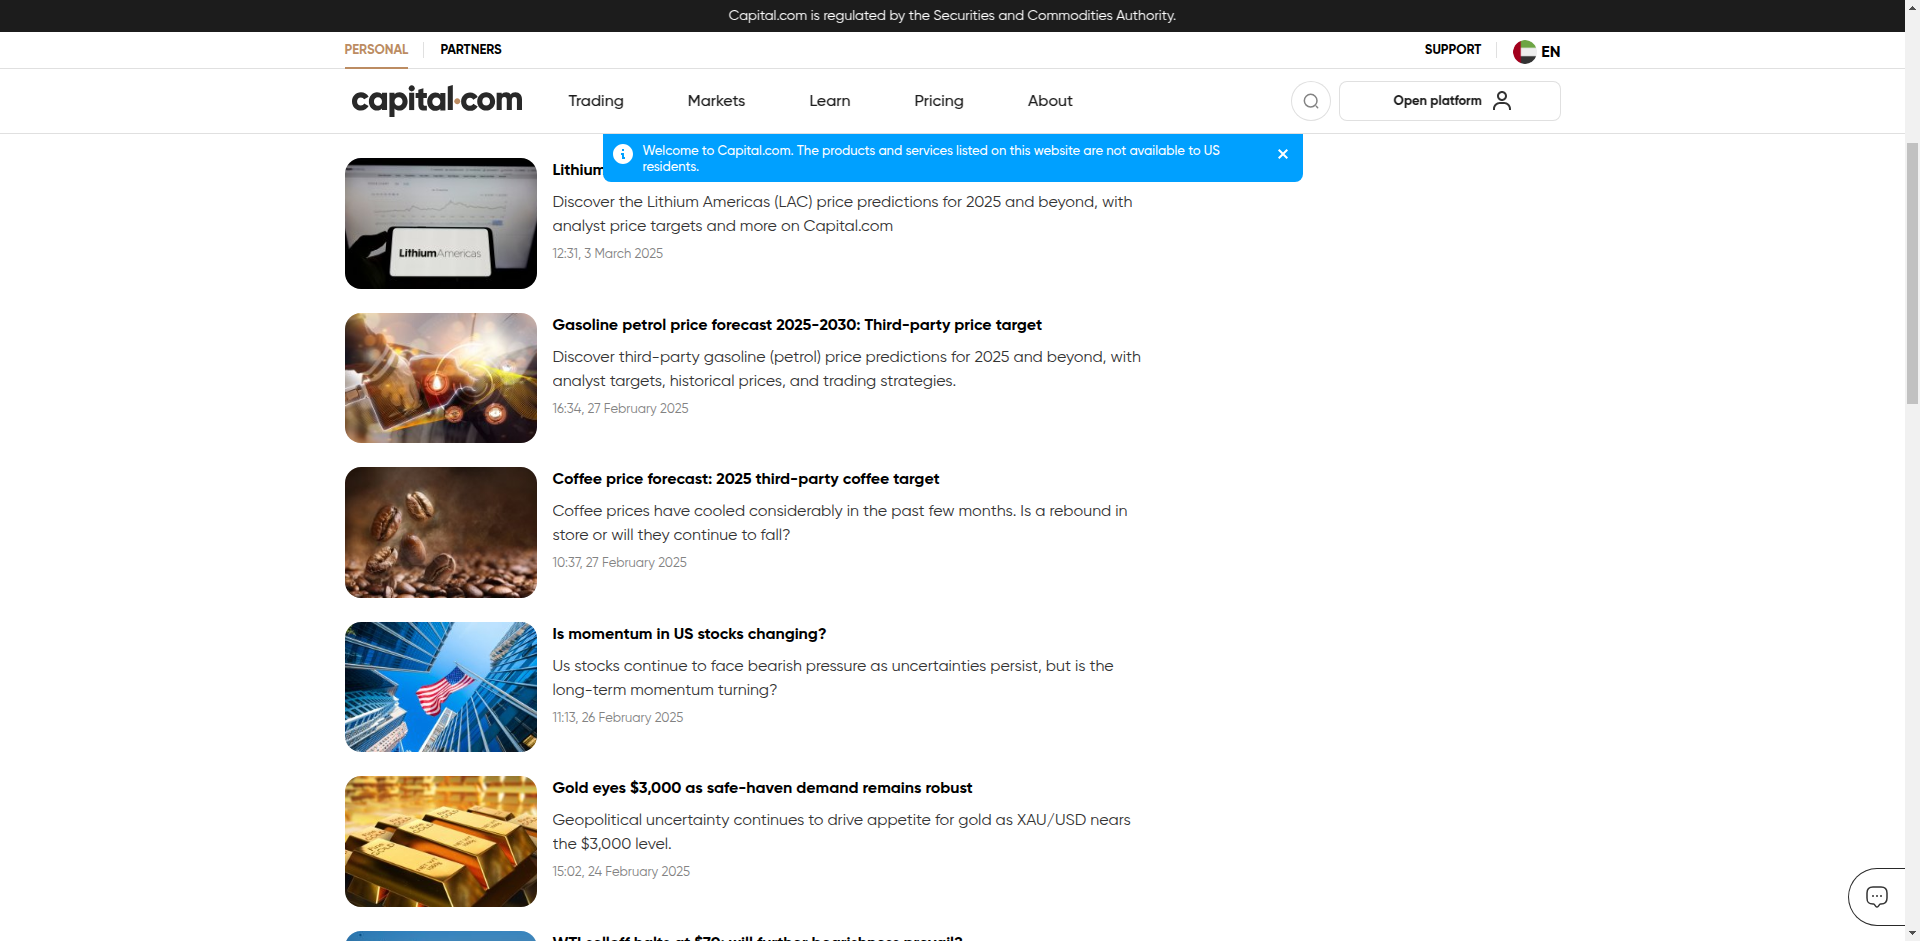 Capital.com is regulated by the Securities and Commodities Authority.
PERSONAL
PARTNERS
SUPPORT
EN
capital.com
Trading
Markets
Learn
Pricing
About
Open platform
Welcome to Capital.com. The products and services listed on this website are not available to US
residents.
Lithium
Discover the Lithium Americas (LAC) price predictions for 2025 and beyond, with
analyst price targets and more on Capital.com
12:31, 3 March 2025
LithiumAmericas
Gasoline petrol price forecast 2025-2030: Third-party price target
Discover third-party gasoline (petrol) price predictions for 2025 and beyond, with
analyst targets, historical prices, and trading strategies.
16:34, 27 February 2025
Coffee price forecast: 2025 third-party coffee target
Coffee prices have cooled considerably in the past few months. Is a rebound in
store or will they continue to fall?
10:37, 27 February 2025
Is momentum in US stocks changing?
Us stocks continue to face bearish pressure as uncertainties persist, but is the
long-term momentum turning?
11:13, 26 February 2025
Gold eyes $3,000 as safe-haven demand remains robust
Geopolitical uncertainty continues to drive appetite for gold as XAU/USD nears
the $3,000 level.
15:02, 24 February 2025
WTI selloff halts at $70: will further bearishness prevail?